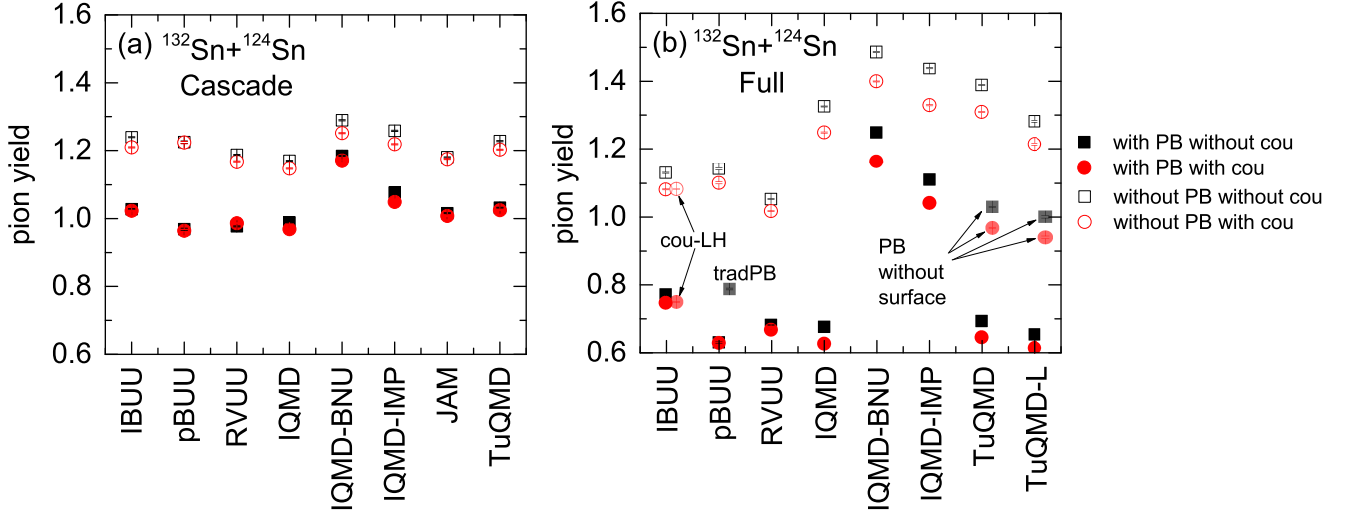 (a) ¹³²Sn+¹²⁴Sn
Cascade
pion yield
1.6
1.4
1.2
1.0
0.8
0.6
IBUU
pBUU
RVUU
IQMD
IQMD-BNU
IQMD-IMP
JAM
TuQMD
(b) ¹³²Sn+¹²⁴Sn
Full
pion yield
1.6
1.4
1.2
1.0
0.8
0.6
cou-LH
tradPB
PB
without
surface
IBUU
pBUU
RVUU
IQMD
IQMD-BNU
IQMD-IMP
TuQMD
TuQMD-L
with PB without cou
with PB with cou
without PB without cou
without PB with cou